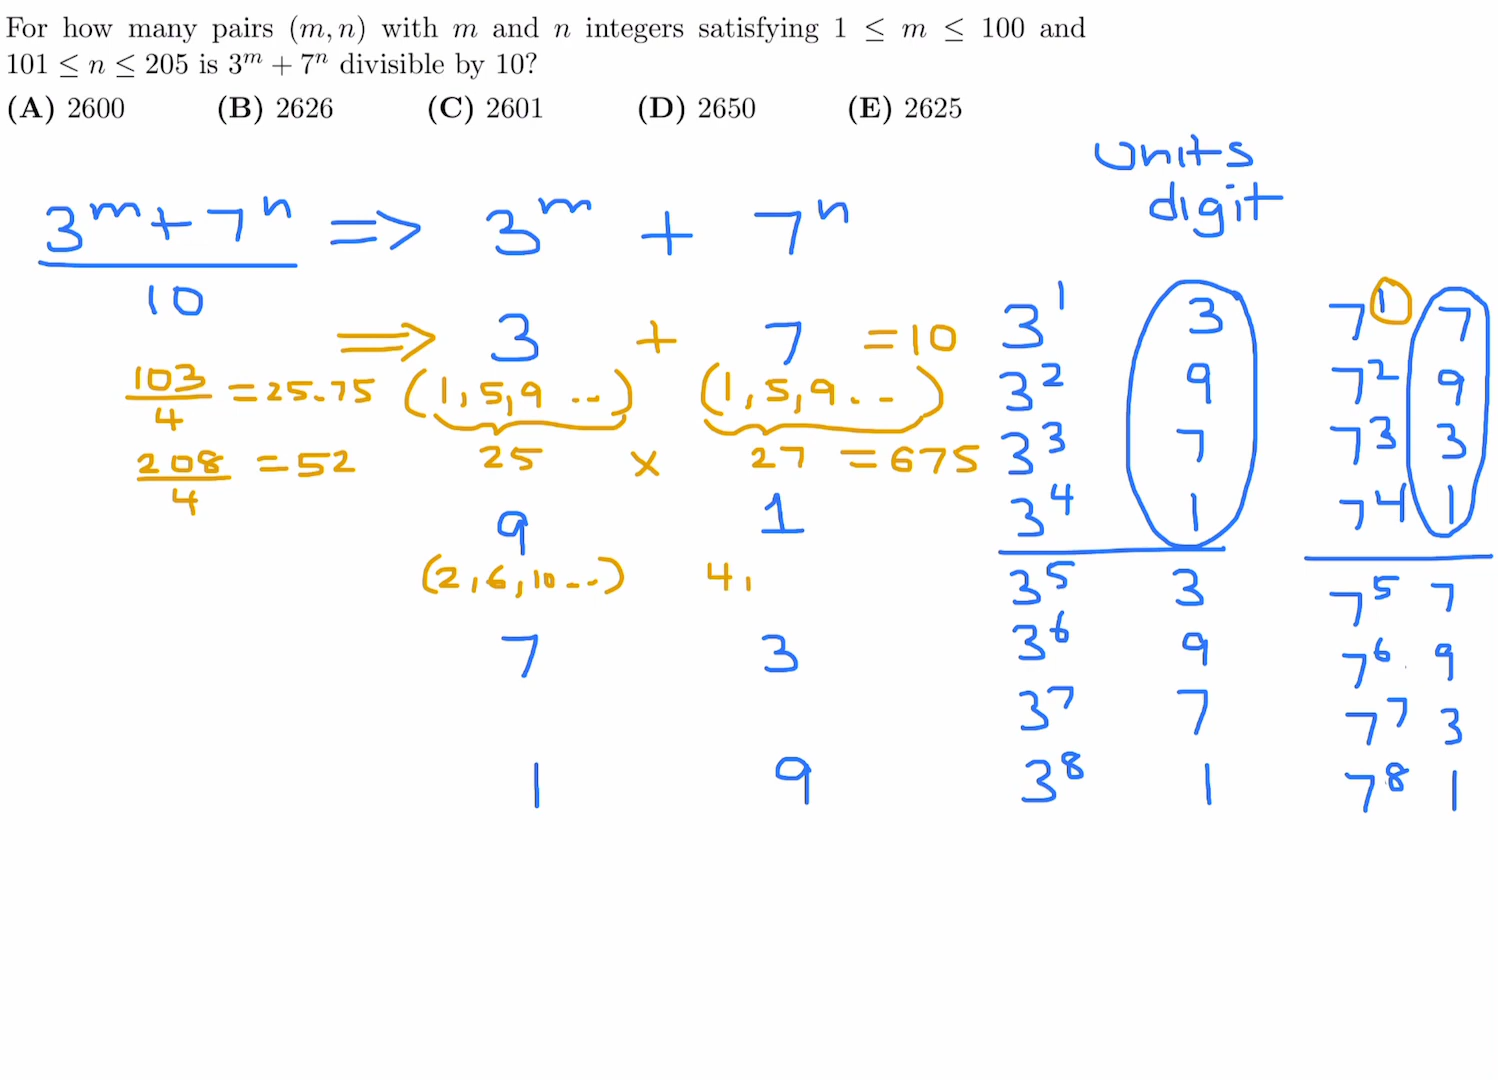 For how many pairs (m, n) with m and n integers satisfying 1 ≤ m ≤ 100 and
101 ≤ n ≤ 205 is 3^m + 7^n divisible by 10?
(A) 2600 (B) 2626 (C) 2601 (D) 2650 (E) 2625
units
digit
3^m + 7^n / 10 ⇒ 3^m + 7^n
⇒ 3 + 7 = 10
103/4 = 25.75 (1, 5, 9 ...) (1, 5, 9 ...)
208/4 = 52 25 × 27 = 675
9 1
(2, 6, 10 ...) 4,
7 3
1 9
3^1 3 7^1 7
3^2 9 7^2 9
3^3 7 7^3 3
3^4 1 7^4 1
3^5 3 7^5 7
3^6 9 7^6 9
3^7 7 7^7 3
3^8 1 7^8 1